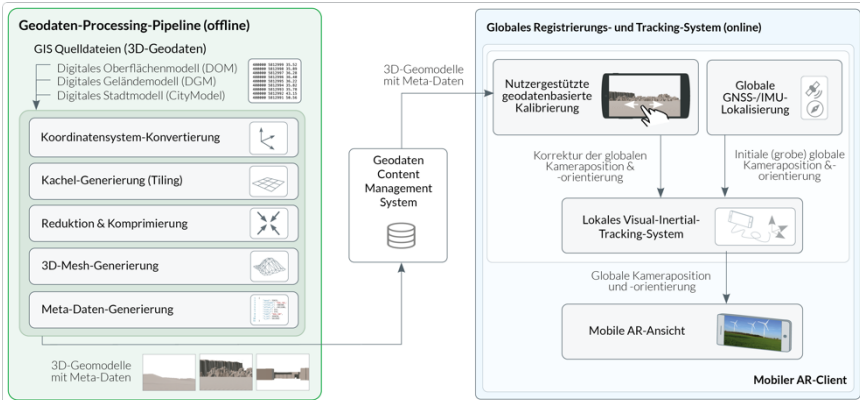 Geodaten-Processing-Pipeline (offline)
GIS Quelldateien (3D-Geodaten)
Digitales Oberflächenmodell (DOM)
Digitales Geländemodell (DGM)
Digitales Stadtmodell (CityModel)
Koordinatensystem-Konvertierung
Kachel-Generierung (Tiling)
Reduktion & Komprimierung
3D-Mesh-Generierung
Meta-Daten-Generierung
3D-Geomodelle
mit Meta-Daten
Geodaten
Content
Management
System
3D-Geomodelle
mit Meta-Daten
Globales Registrierungs- und Tracking-System (online)
Nutzergestützte
geodatenbasierte
Kalibrierung
Globale
GNSS-/IMU-
Lokalisierung
Korrektur der globalen
Kameraposition &
-orientierung
Initiale (grobe) globale
Kameraposition &-
orientierung
Lokales Visual-Inertial-
Tracking-System
Globale Kameraposition
und -orientierung
Mobile AR-Ansicht
Mobiler AR-Client